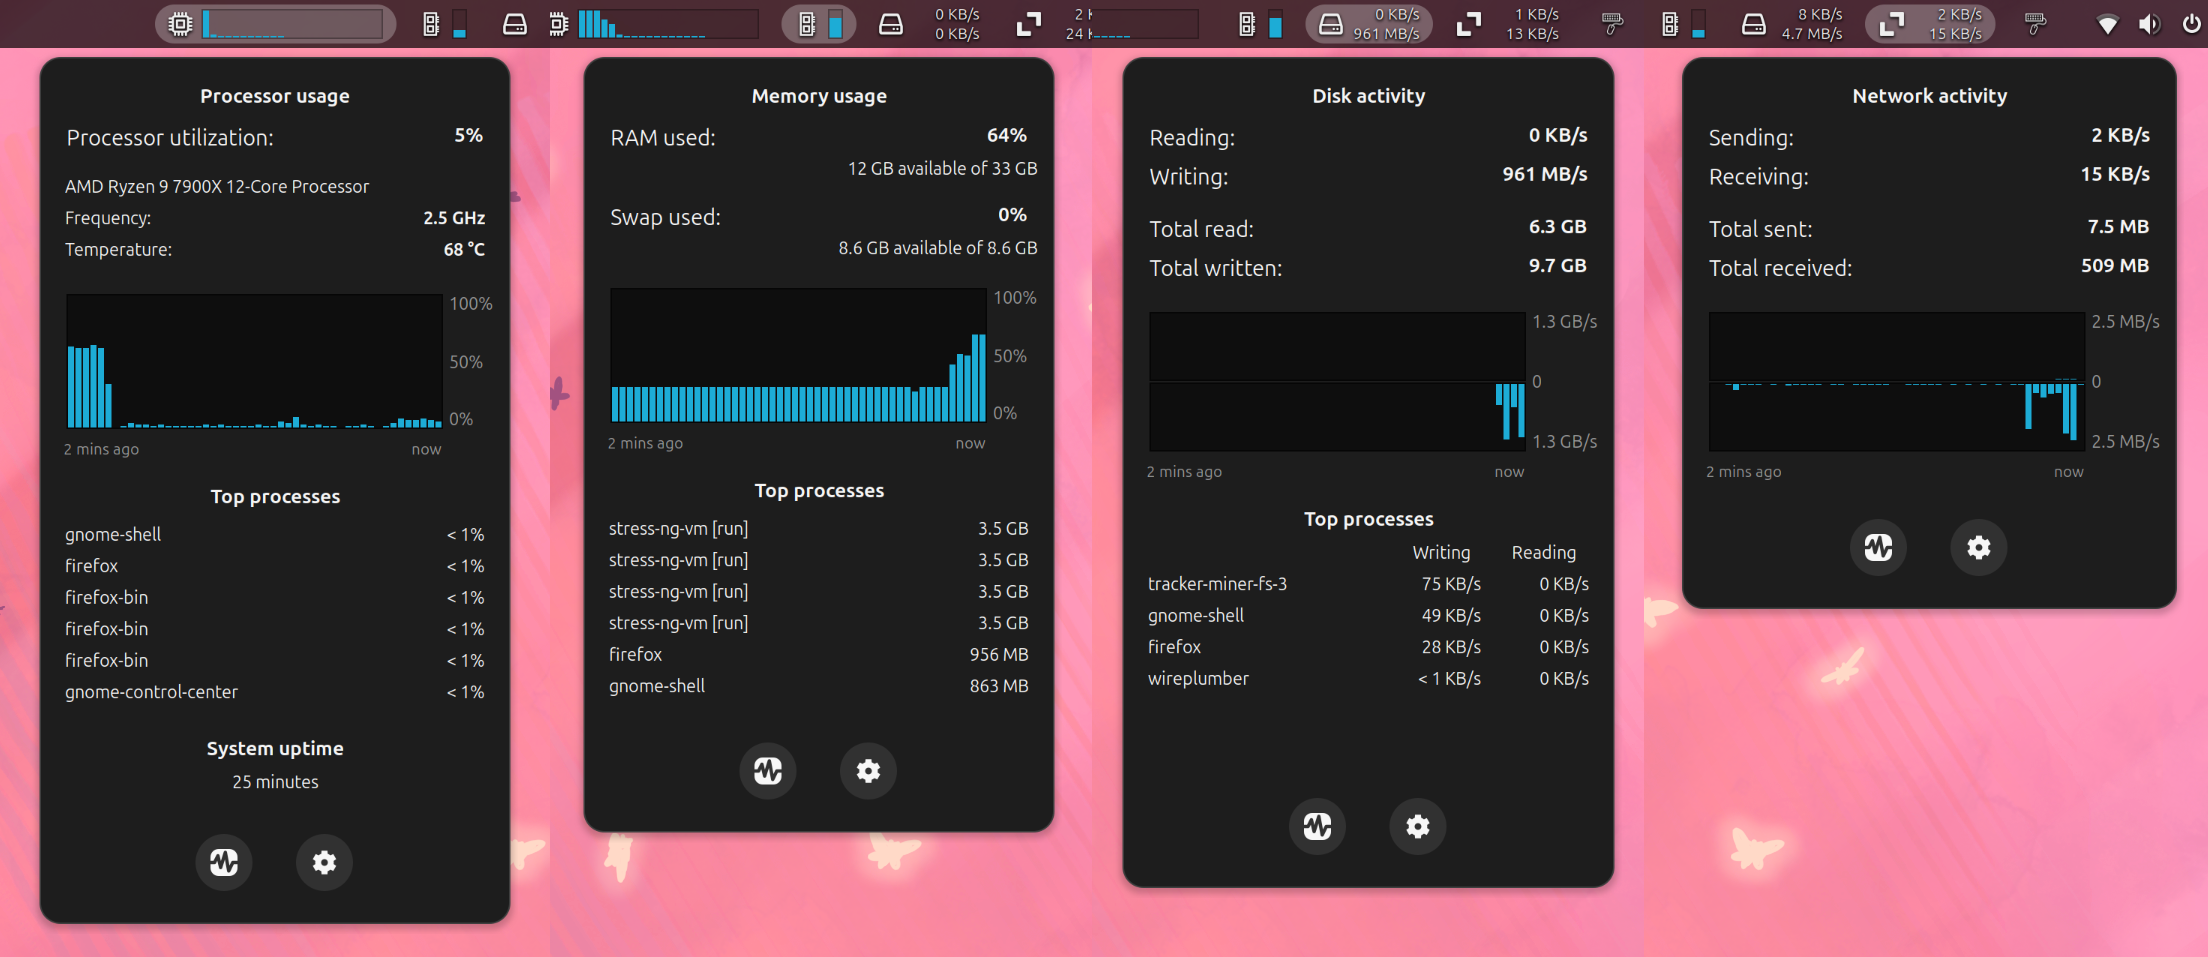 0 KB/s
0 KB/s
2 K
24 K
0 KB/s
961 MB/s
1 KB/s
13 KB/s
8 KB/s
4.7 MB/s
2 KB/s
15 KB/s
Processor usage
Processor utilization: 5%
AMD Ryzen 9 7900X 12-Core Processor
Frequency: 2.5 GHz
Temperature: 68 °C
100%
50%
0%
2 mins ago now
Top processes
gnome-shell < 1%
firefox < 1%
firefox-bin < 1%
firefox-bin < 1%
firefox-bin < 1%
gnome-control-center < 1%
System uptime
25 minutes
Memory usage
RAM used: 64%
12 GB available of 33 GB
Swap used: 0%
8.6 GB available of 8.6 GB
100%
50%
0%
2 mins ago now
Top processes
stress-ng-vm [run] 3.5 GB
stress-ng-vm [run] 3.5 GB
stress-ng-vm [run] 3.5 GB
stress-ng-vm [run] 3.5 GB
firefox 956 MB
gnome-shell 863 MB
Disk activity
Reading: 0 KB/s
Writing: 961 MB/s
Total read: 6.3 GB
Total written: 9.7 GB
1.3 GB/s
0
1.3 GB/s
2 mins ago now
Top processes
Writing Reading
tracker-miner-fs-3 75 KB/s 0 KB/s
gnome-shell 49 KB/s 0 KB/s
firefox 28 KB/s 0 KB/s
wireplumber < 1 KB/s 0 KB/s
Network activity
Sending: 2 KB/s
Receiving: 15 KB/s
Total sent: 7.5 MB
Total received: 509 MB
2.5 MB/s
0
2.5 MB/s
2 mins ago now